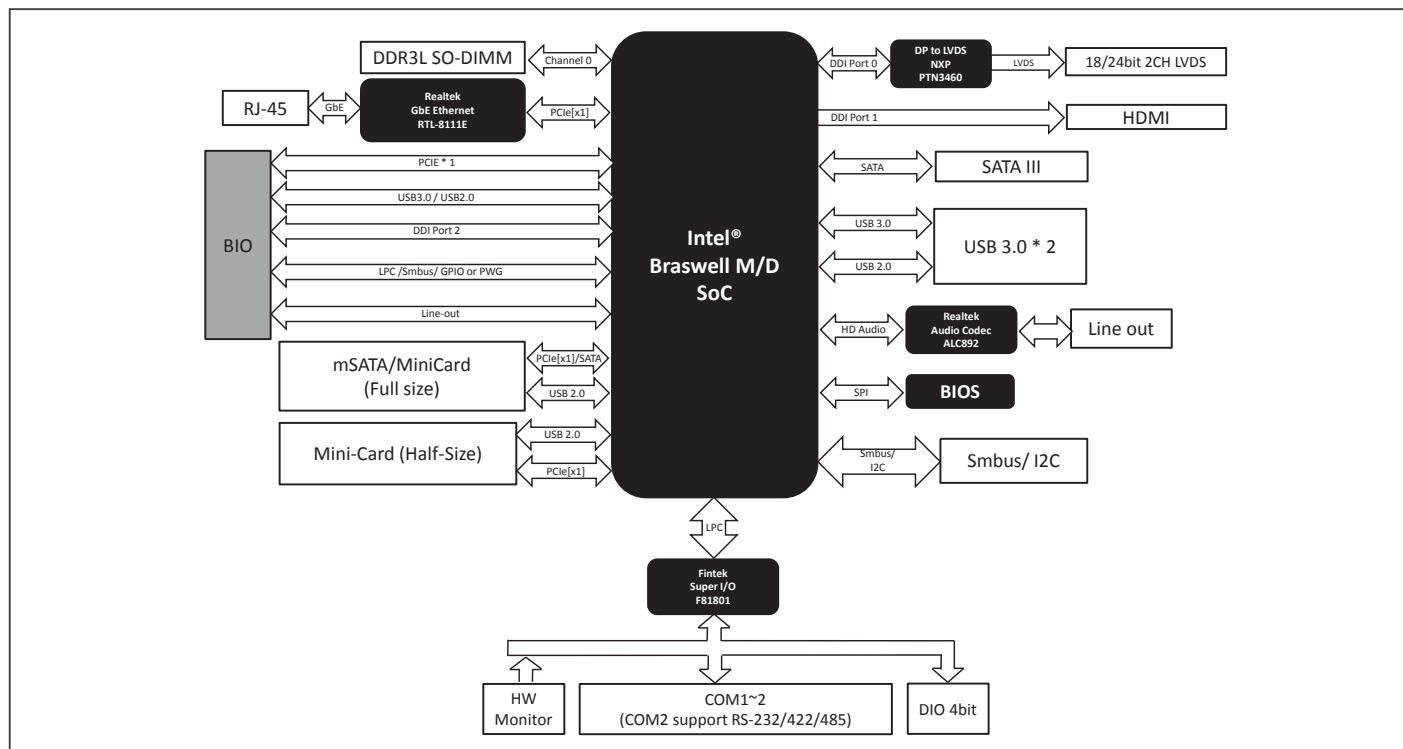 DDR3L SO-DIMM
Channel 0
RJ-45
GbE
Realtek
GbE Ethernet
RTL-8111E
PCIe[x1]
BIO
PCIE * 1
USB3.0 / USB2.0
DDI Port 2
LPC /Smbus/ GPIO or PWG
Line-out
mSATA/MiniCard
(Full size)
PCIe[x1]/SATA
USB 2.0
Mini-Card (Half-Size)
USB 2.0
PCIe[x1]
Intel®
Braswell M/D
SoC
DDI Port 0
DP to LVDS
NXP
PTN3460
LVDS
18/24bit 2CH LVDS
DDI Port 1
HDMI
SATA
SATA III
USB 3.0
USB 2.0
USB 3.0 * 2
HD Audio
Realtek
Audio Codec
ALC892
Line out
SPI
BIOS
Smbus/
I2C
Smbus/ I2C
LPC
Fintek
Super I/O
F81801
HW
Monitor
COM1~2
(COM2 support RS-232/422/485)
DIO 4bit